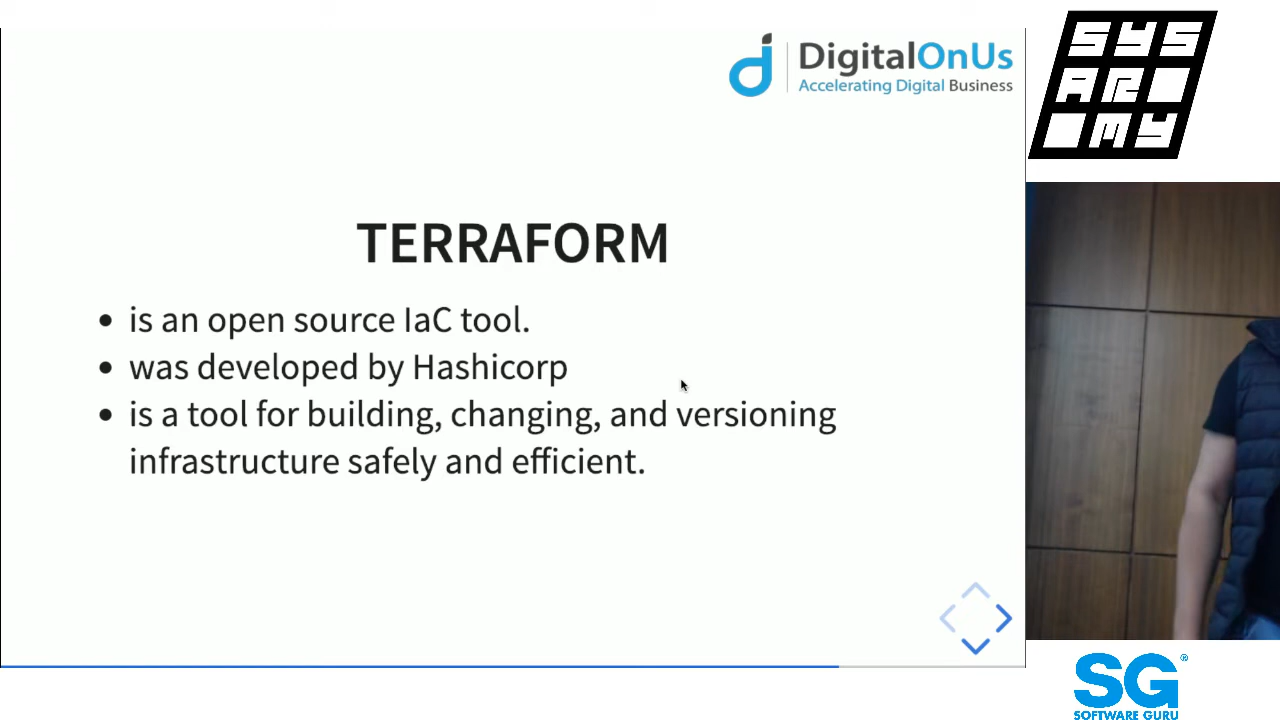 DigitalOnUs
Accelerating Digital Business
SYS
AR
MY
TERRAFORM
• is an open source IaC tool.
• was developed by Hashicorp
• is a tool for building, changing, and versioning
infrastructure safely and efficient.
SG®
SOFTWARE GURU